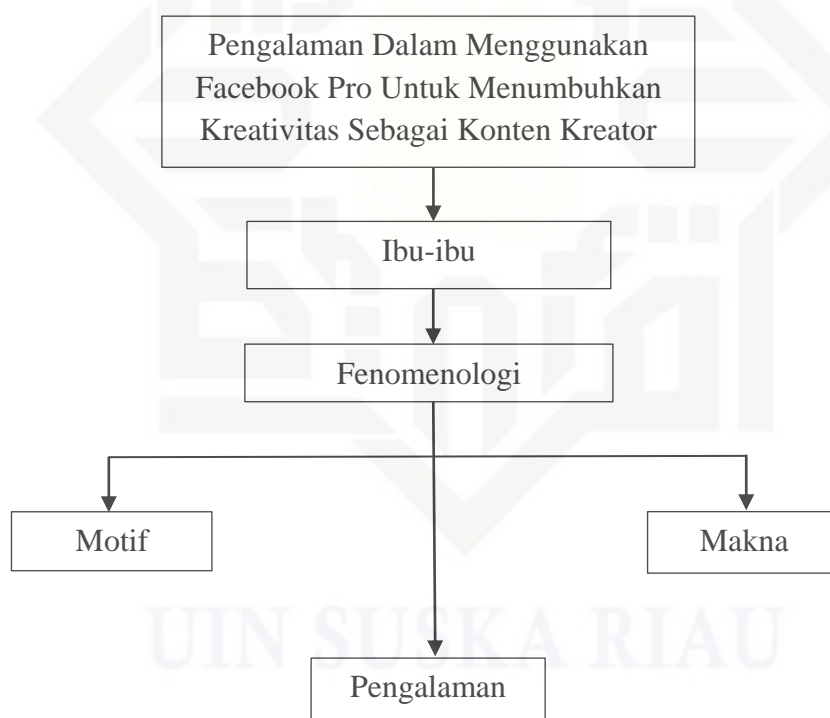 Pengalaman Dalam Menggunakan
Facebook Pro Untuk Menumbuhkan
Kreativitas Sebagai Konten Kreator
Ibu-ibu
Fenomenologi
Motif
Makna
UIN SUSKA RIAU
Pengalaman